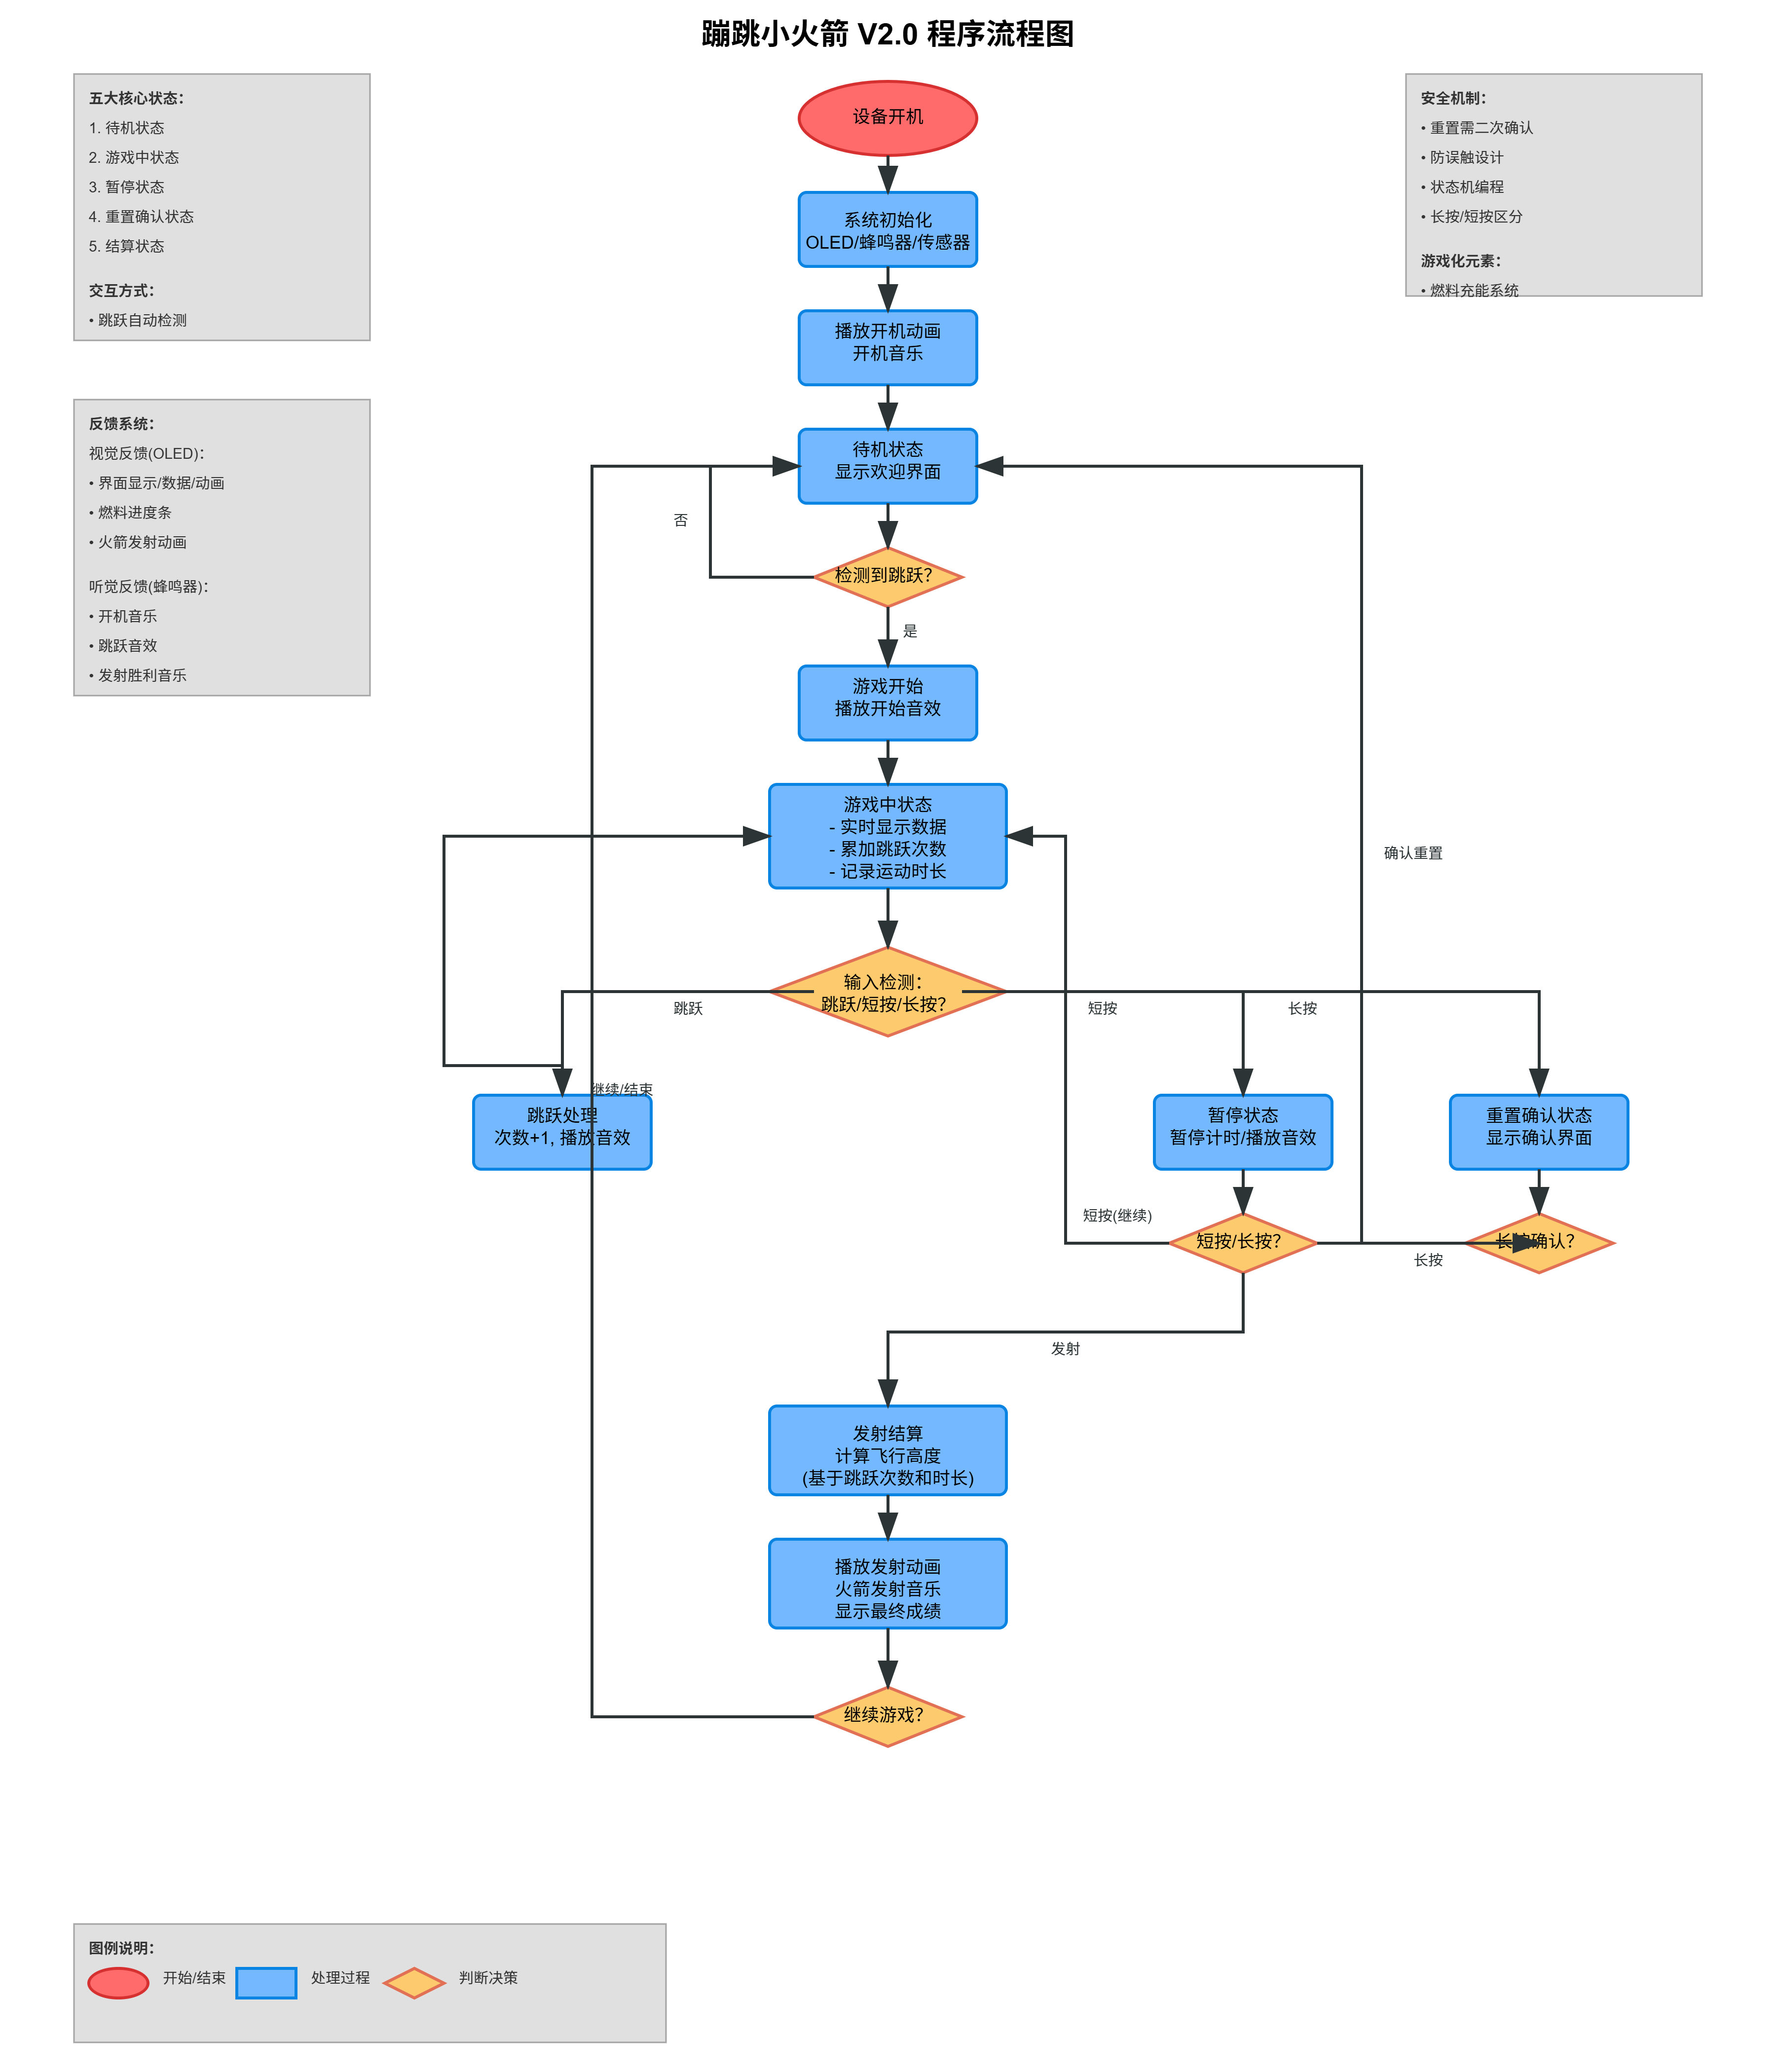 蹦跳小火箭 V2.0 程序流程图
五大核心状态：
1. 待机状态
2. 游戏中状态
3. 暂停状态
4. 重置确认状态
5. 结算状态
交互方式：
• 跳跃自动检测
反馈系统：
视觉反馈(OLED)：
• 界面显示/数据/动画
• 燃料进度条
• 火箭发射动画
听觉反馈(蜂鸣器)：
• 开机音乐
• 跳跃音效
• 发射胜利音乐
安全机制：
• 重置需二次确认
• 防误触设计
• 状态机编程
• 长按/短按区分
游戏化元素：
• 燃料充能系统
设备开机
系统初始化
OLED/蜂鸣器/传感器
播放开机动画
开机音乐
待机状态
显示欢迎界面
否
检测到跳跃？
是
游戏开始
播放开始音效
游戏中状态
- 实时显示数据
- 累加跳跃次数
- 记录运动时长
确认重置
输入检测：
跳跃/短按/长按？
跳跃
短按
长按
继续/结束
跳跃处理
次数+1, 播放音效
暂停状态
暂停计时/播放音效
重置确认状态
显示确认界面
短按(继续)
短按/长按？
长按
长按确认？
发射
发射结算
计算飞行高度
(基于跳跃次数和时长)
播放发射动画
火箭发射音乐
显示最终成绩
继续游戏？
图例说明：
开始/结束
处理过程
判断决策